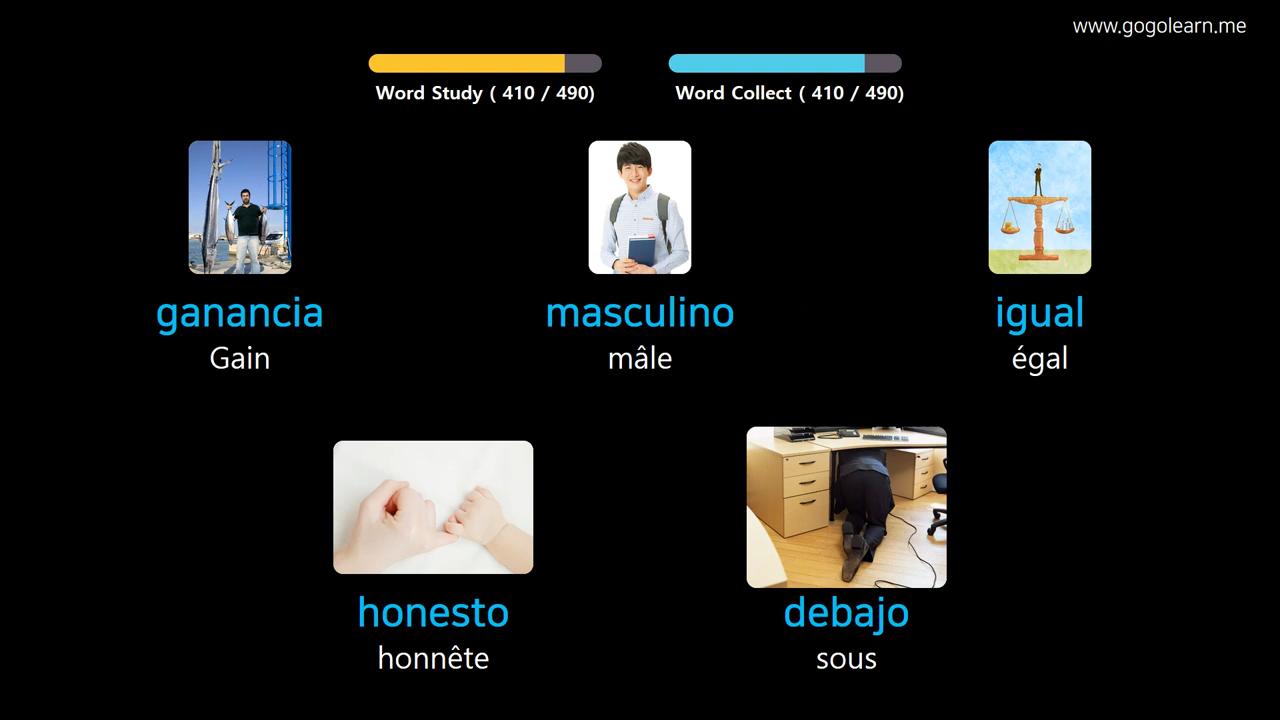 www.gogolearn.me
Word Study ( 410 / 490)
Word Collect ( 410 / 490)
ganancia
Gain
masculino
mâle
igual
égal
honesto
honnête
debajo
sous